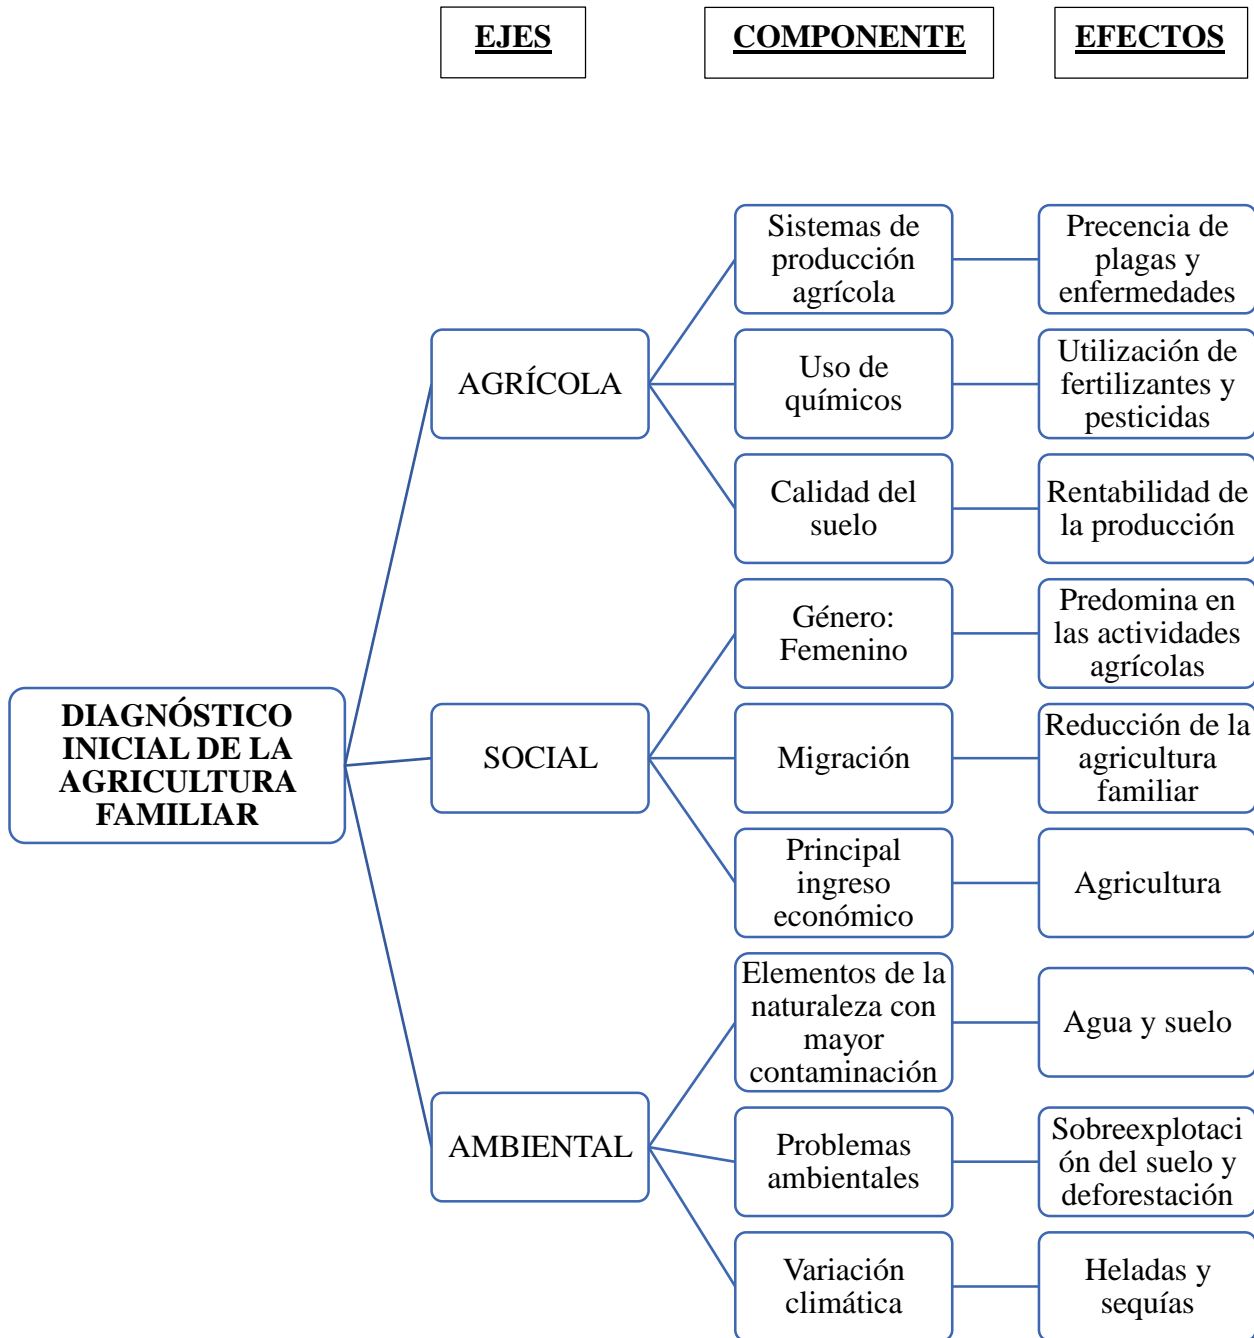 EJES
COMPONENTE
EFECTOS
DIAGNÓSTICO
INICIAL DE LA
AGRICULTURA
FAMILIAR
AGRÍCOLA
Sistemas de
producción
agrícola
Precencia de
plagas y
enfermedades
Uso de
químicos
Utilización de
fertilizantes y
pesticidas
Calidad del
suelo
Rentabilidad de
la producción
SOCIAL
Género:
Femenino
Predomina en
las actividades
agrícolas
Migración
Reducción de la
agricultura
familiar
Principal
ingreso
económico
Agricultura
AMBIENTAL
Elementos de la
naturaleza con
mayor
contaminación
Agua y suelo
Problemas
ambientales
Sobreexplotaci
ón del suelo y
deforestación
Variación
climática
Heladas y
sequías